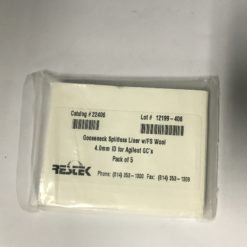 Catalog # 22406 Lot # 12199-406
Gooseneck Splitless Liner w/FS Wool
4.0mm ID for Agilent GC's
Pack of 5
RESTEK
Phone: (814) 353-1300 Fax: (814) 353-1309